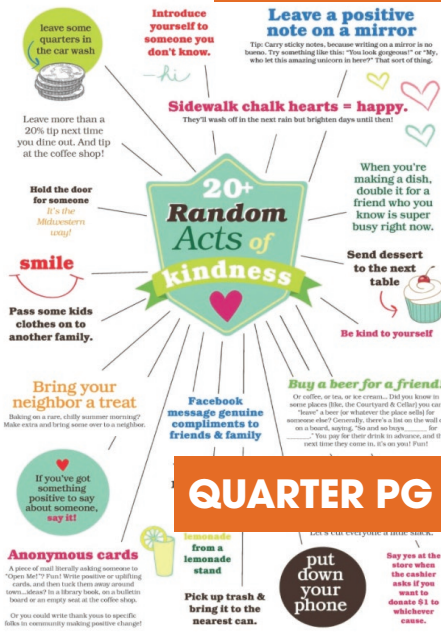 leave some
quarters in
the car wash
Introduce
yourself to
someone you
don't know.
hi
Leave a positive
note on a mirror
Tip: Carry sticky notes, because writing on a mirror is no
bueno. Try something like this: "You look gorgeous!" or "My,
who let this amazing unicorn in here?" That sort of thing.
Sidewalk chalk hearts = happy.
They'll wash off in the next rain but brighten days until then!
Leave more than a
20% tip next time
you dine out. And tip
at the coffee shop!
Hold the door
for someone
It's the
Midwestern
way!
smile
Pass some kids
clothes on to
another family.
20+
Random
Acts of
kindness
When you're
making a dish,
double it for a
friend who you
know is super
busy right now.
Send dessert
to the next
table
Be kind to yourself
Bring your
neighbor a treat
Baking on a rare, chilly summer morning?
Make extra and bring some over to a neighbor.
Facebook
message genuine
compliments to
friends & family
Buy a beer for a friend!
Or coffee, or tea, or ice cream... Did you know in
some places (like, the Courtyard & Cellar) you can
"leave" a beer (or whatever the place sells) for
someone else? Generally, there's a list on the wall o
on a board, saying, "So and so buys_____ for
_____." You pay for their drink in advance, and th
next time they come in, it's on you! Fun!
If you've got
something
positive to say
about someone,
say it!
QUARTER PG
Let's cut everyone a little slack.
Anonymous cards
A piece of mail literally asking someone to
"Open Me!"? Fun! Write positive or uplifting
cards, and then tuck them away around
town...ideas? In a library book, on a bulletin
board or an empty seat at the coffee shop.
Or you could write thank yous to specific
folks in community making positive change!
lemonade
from a
lemonade
stand
Pick up trash &
bring it to the
nearest can.
put
down
your
phone
Say yes at the
store when
the cashier
asks if you
want to
donate $1 to
whichever
cause.